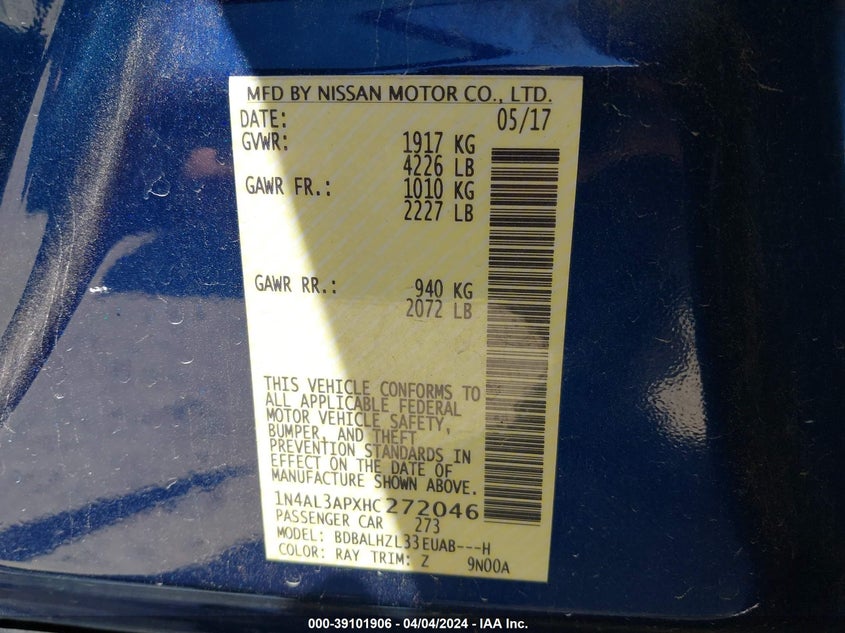 MFD BY NISSAN MOTOR CO., LTD.
DATE: 05/17
GVWR: 1917 KG
4226 LB
GAWR FR.: 1010 KG
2227 LB
GAWR RR.: 940 KG
2072 LB
THIS VEHICLE CONFORMS TO
ALL APPLICABLE FEDERAL
MOTOR VEHICLE SAFETY,
BUMPER, AND THEFT
PREVENTION STANDARDS IN
EFFECT ON THE DATE OF
MANUFACTURE SHOWN ABOVE.
1N4AL3APXHC272046
PASSENGER CAR 273
MODEL: BDBALHZL33EUAB---H
COLOR: RAY TRIM: Z 9N00A
000-39101906 - 04/04/2024 - IAA Inc.